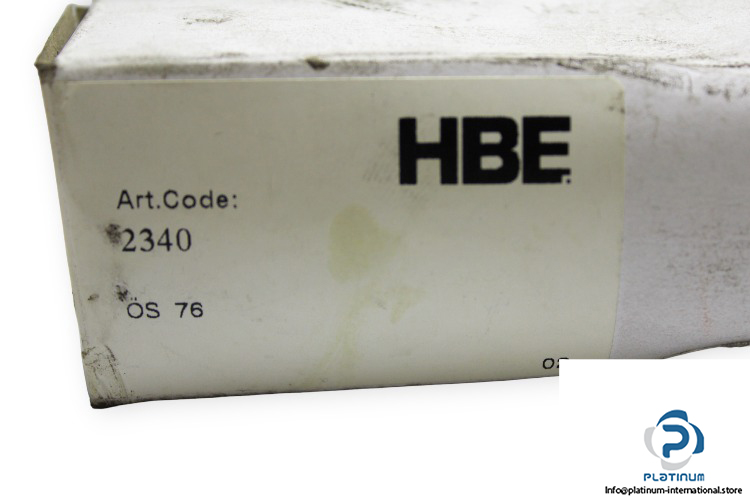 HBE
Art.Code:
2340
ÖS 76
PLATINUM
Info@platinum-international.store